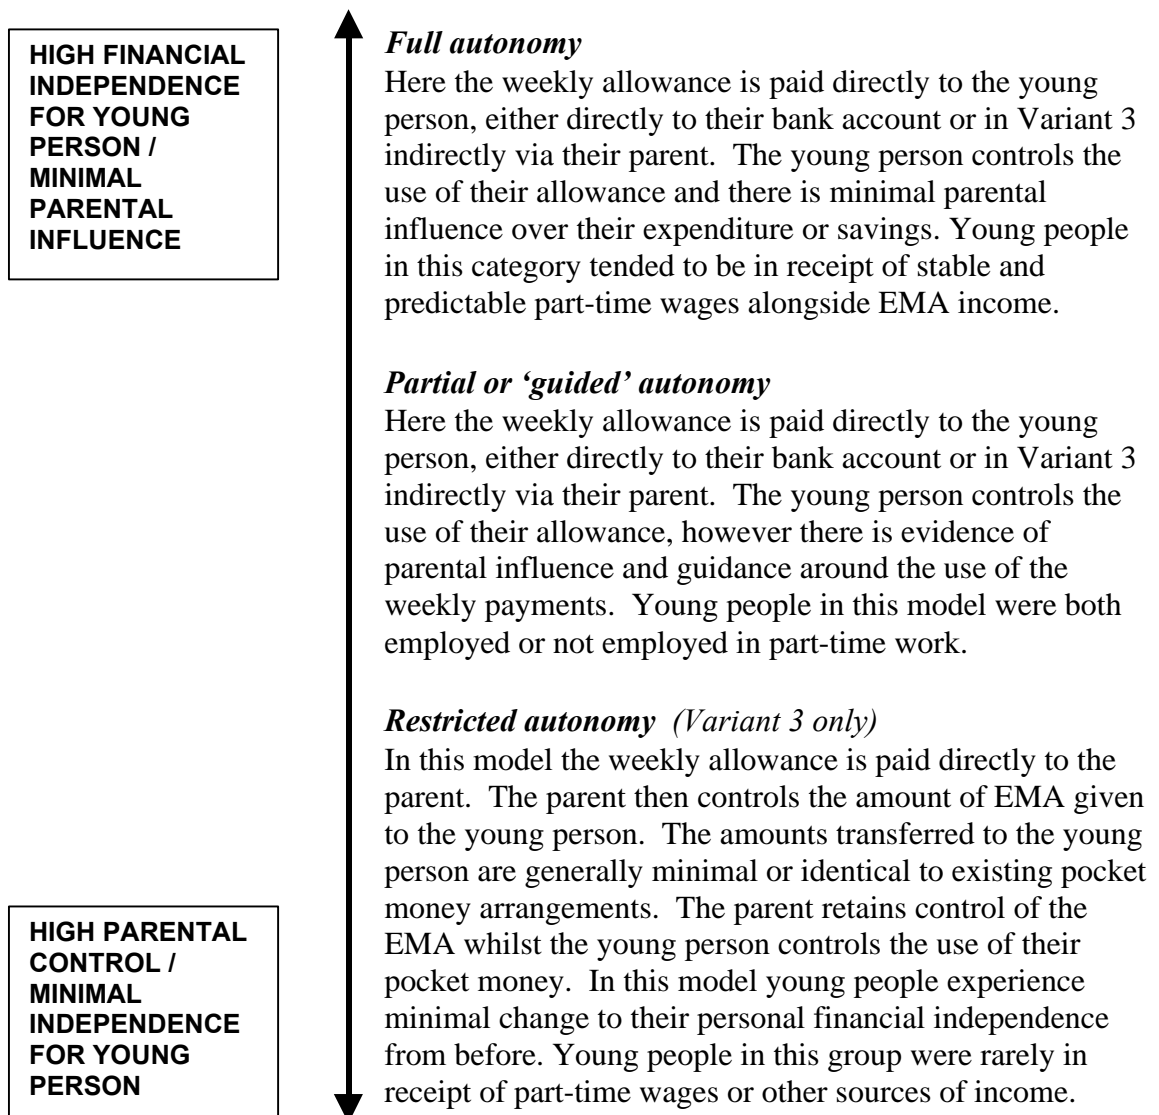 HIGH FINANCIAL
INDEPENDENCE
FOR YOUNG
PERSON /
MINIMAL
PARENTAL
INFLUENCE
Full autonomy
Here the weekly allowance is paid directly to the young
person, either directly to their bank account or in Variant 3
indirectly via their parent.  The young person controls the
use of their allowance and there is minimal parental
influence over their expenditure or savings. Young people
in this category tended to be in receipt of stable and
predictable part-time wages alongside EMA income.
Partial or ‘guided’ autonomy
Here the weekly allowance is paid directly to the young
person, either directly to their bank account or in Variant 3
indirectly via their parent.  The young person controls the
use of their allowance, however there is evidence of
parental influence and guidance around the use of the
weekly payments.  Young people in this model were both
employed or not employed in part-time work.
Restricted autonomy  (Variant 3 only)
In this model the weekly allowance is paid directly to the
parent.  The parent then controls the amount of EMA given
to the young person.  The amounts transferred to the young
person are generally minimal or identical to existing pocket
money arrangements.  The parent retains control of the
EMA whilst the young person controls the use of their
pocket money.  In this model young people experience
minimal change to their personal financial independence
from before. Young people in this group were rarely in
receipt of part-time wages or other sources of income.
HIGH PARENTAL
CONTROL /
MINIMAL
INDEPENDENCE
FOR YOUNG
PERSON